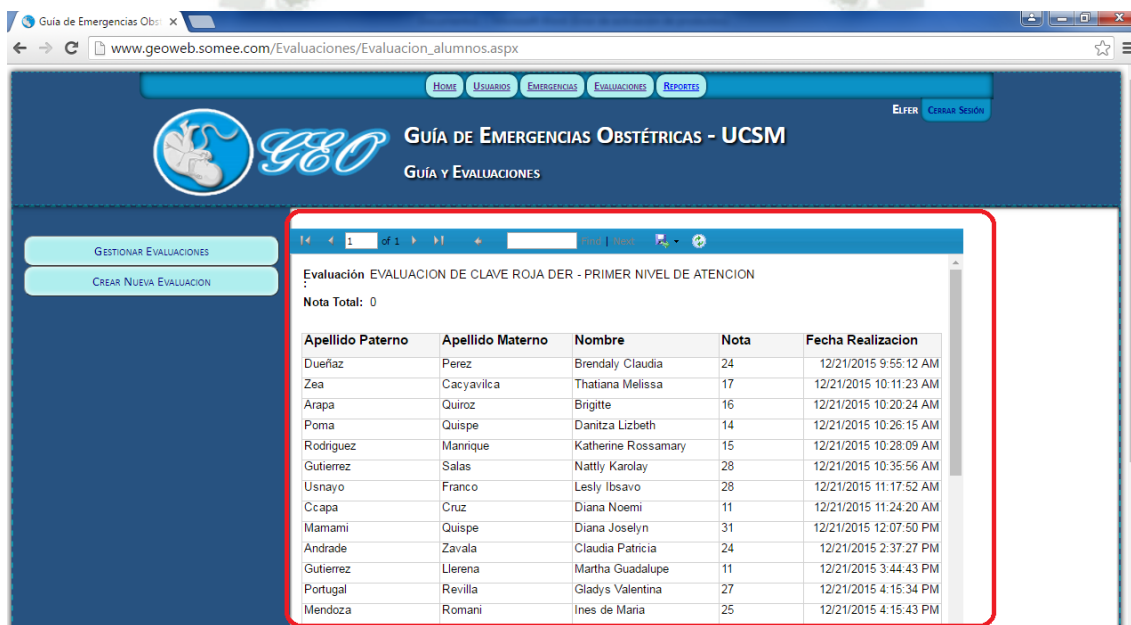 Guía de Emergencias Obst
www.geoweb.somee.com/Evaluaciones/Evaluacion_alumnos.aspx
HOME USUARIOS EMERGENCIAS EVALUACIONES REPORTES
ELFER CERRAR SESIÓN
GEO
GUÍA DE EMERGENCIAS OBSTÉTRICAS - UCSM
GUÍA Y EVALUACIONES
GESTIONAR EVALUACIONES
CREAR NUEVA EVALUACION
1 of 1 Find | Next
Evaluación EVALUACION DE CLAVE ROJA DER - PRIMER NIVEL DE ATENCION
:
Nota Total: 0
Apellido Paterno Apellido Materno Nombre Nota Fecha Realizacion
Dueñaz Perez Brendaly Claudia 24 12/21/2015 9:55:12 AM
Zea Cacyavilca Thatiana Melissa 17 12/21/2015 10:11:23 AM
Arapa Quiroz Brigitte 16 12/21/2015 10:20:24 AM
Poma Quispe Danitza Lizbeth 14 12/21/2015 10:26:15 AM
Rodriguez Manrique Katherine Rossamary 15 12/21/2015 10:28:09 AM
Gutierrez Salas Nattly Karolay 28 12/21/2015 10:35:56 AM
Usnayo Franco Lesly Ibsavo 28 12/21/2015 11:17:52 AM
Ccapa Cruz Diana Noemi 11 12/21/2015 11:24:20 AM
Mamami Quispe Diana Joselyn 31 12/21/2015 12:07:50 PM
Andrade Zavala Claudia Patricia 24 12/21/2015 2:37:27 PM
Gutierrez Llerena Martha Guadalupe 11 12/21/2015 3:44:43 PM
Portugal Revilla Gladys Valentina 27 12/21/2015 4:15:34 PM
Mendoza Romani Ines de Maria 25 12/21/2015 4:15:43 PM